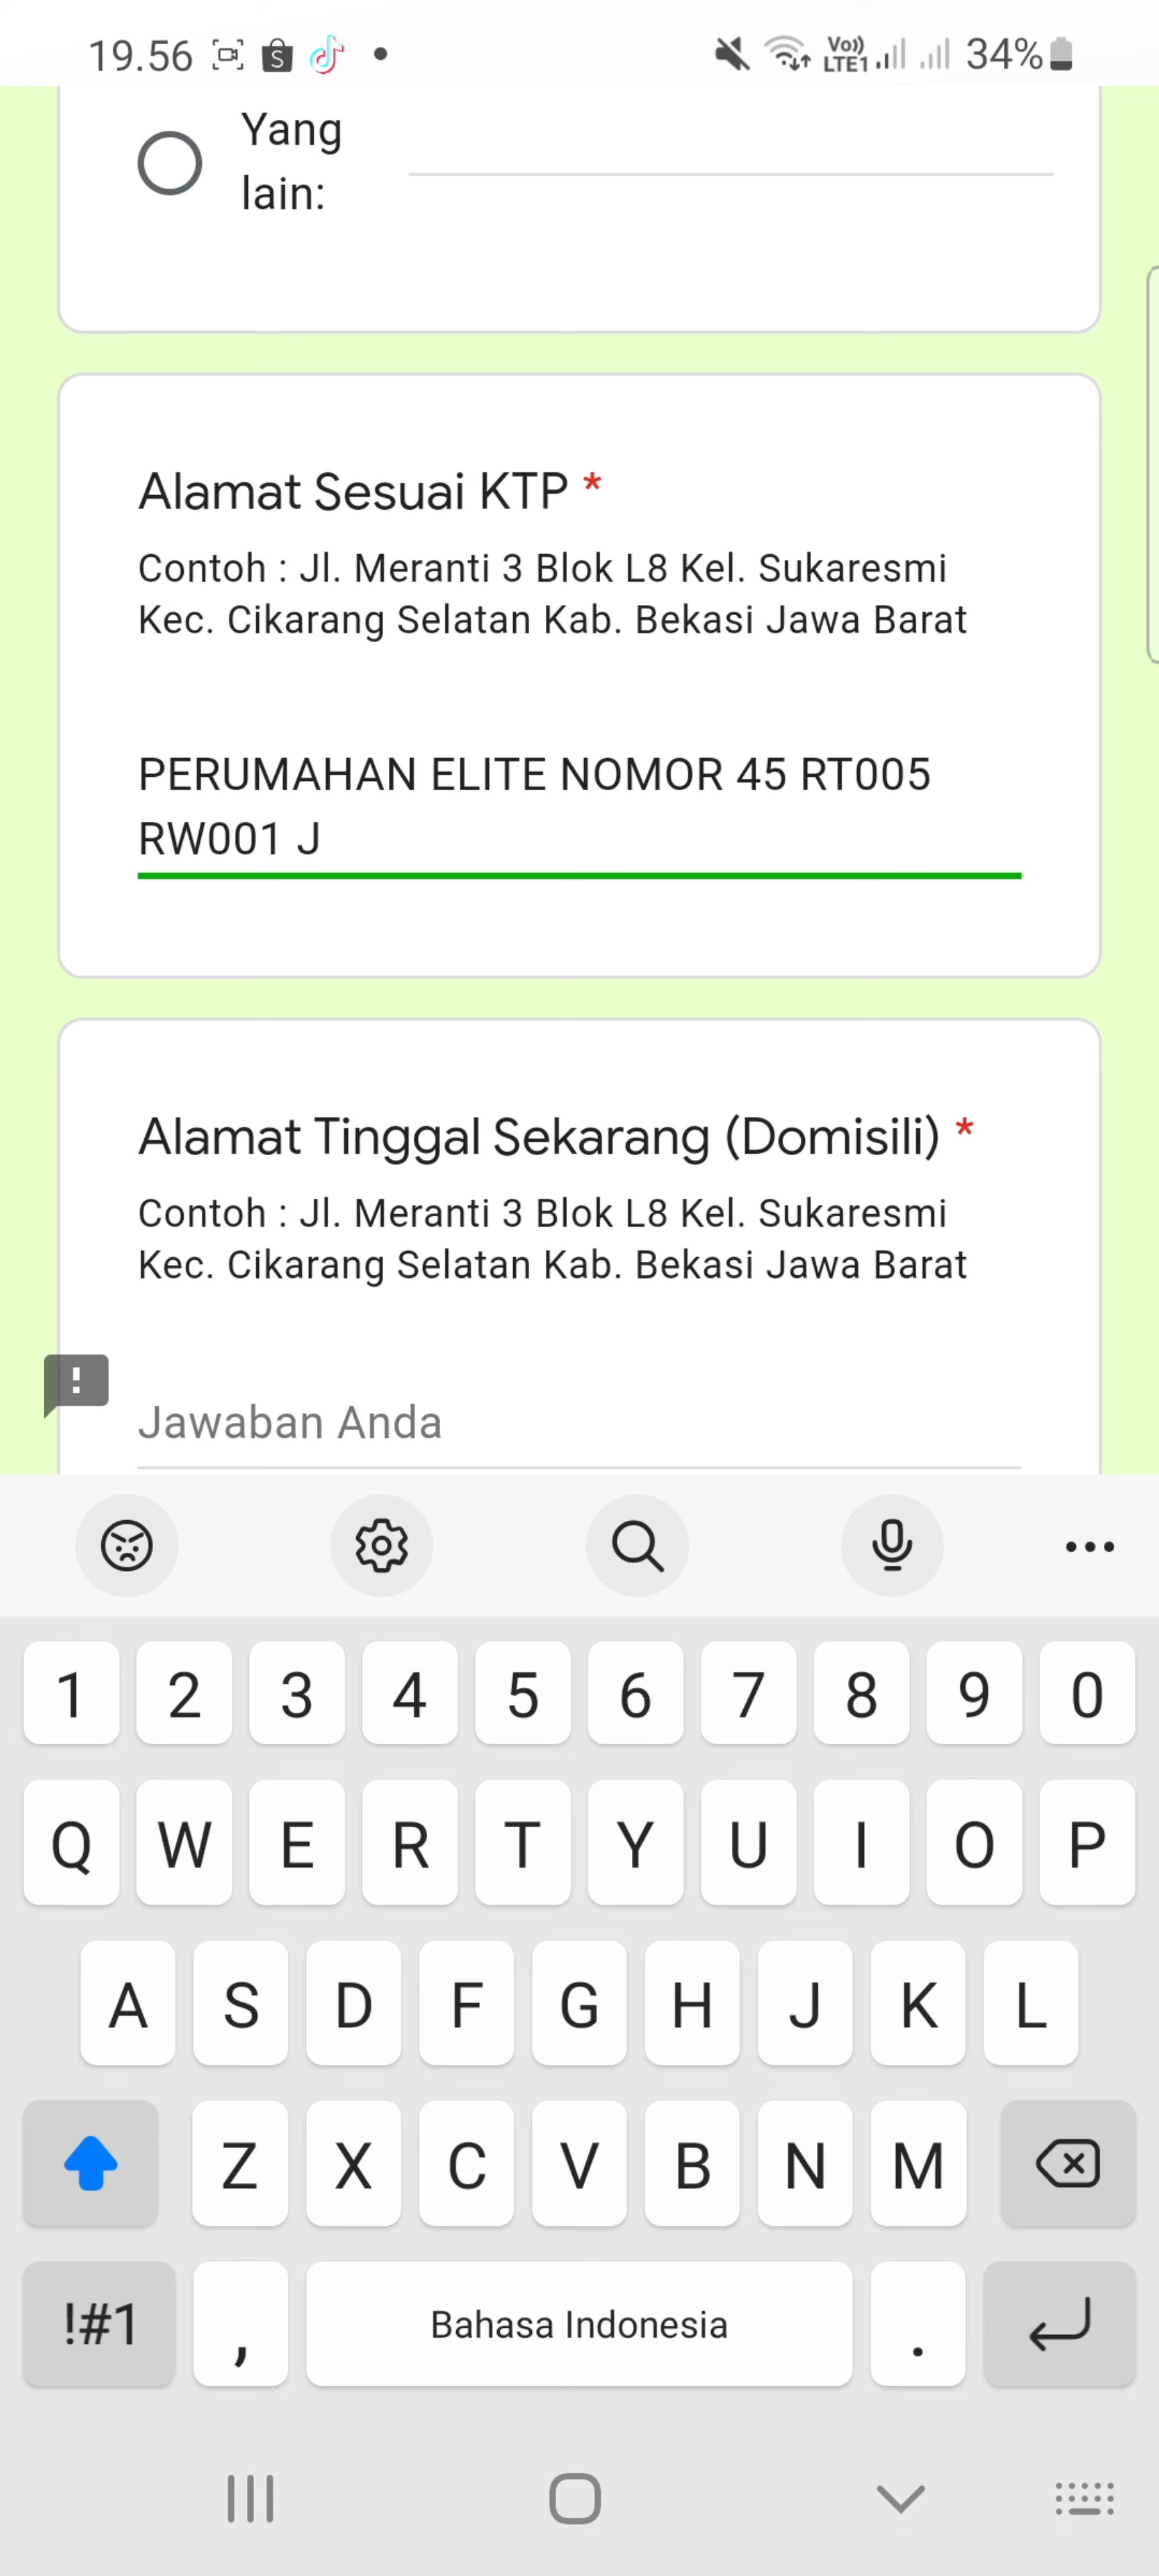 19.56 Vo)) LTE1 34%
Yang
lain:
Alamat Sesuai KTP *
Contoh : Jl. Meranti 3 Blok L8 Kel. Sukaresmi
Kec. Cikarang Selatan Kab. Bekasi Jawa Barat
PERUMAHAN ELITE NOMOR 45 RT005
RW001 J
Alamat Tinggal Sekarang (Domisili) *
Contoh : Jl. Meranti 3 Blok L8 Kel. Sukaresmi
Kec. Cikarang Selatan Kab. Bekasi Jawa Barat
Jawaban Anda
1 2 3 4 5 6 7 8 9 0
Q W E R T Y U I O P
A S D F G H J K L
Z X C V B N M
!#1 , Bahasa Indonesia .